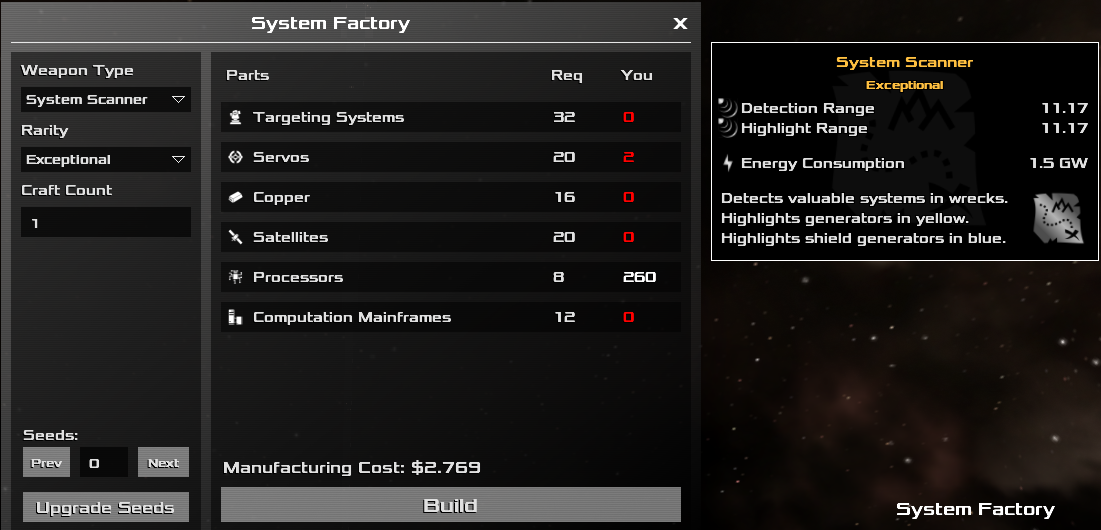 System Factory
X
Weapon Type
System Scanner
Rarity
Exceptional
Craft Count
1
Seeds:
Prev 0 Next
Upgrade Seeds
Parts Req You
Targeting Systems 32 0
Servos 20 2
Copper 16 0
Satellites 20 0
Processors 8 260
Computation Mainframes 12 0
Manufacturing Cost: $2.769
Build
System Scanner
Exceptional
Detection Range 11.17
Highlight Range 11.17
Energy Consumption 1.5 GW
Detects valuable systems in wrecks.
Highlights generators in yellow.
Highlights shield generators in blue.
System Factory